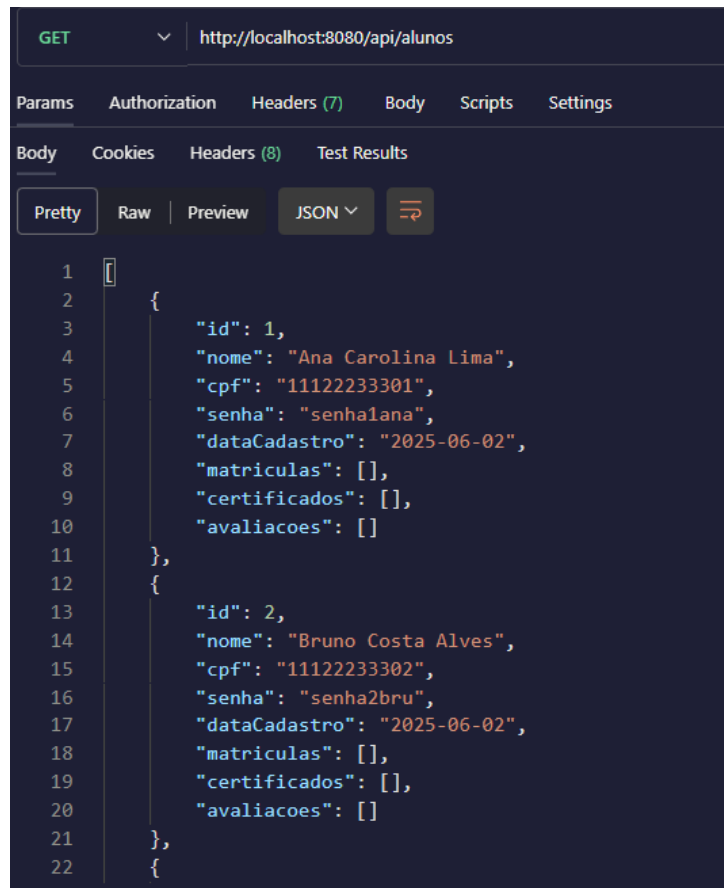 GET http://localhost:8080/api/alunos
Params Authorization Headers (7) Body Scripts Settings
Body Cookies Headers (8) Test Results
Pretty Raw Preview JSON
1 [
2 {
3 "id": 1,
4 "nome": "Ana Carolina Lima",
5 "cpf": "11122233301",
6 "senha": "senha1ana",
7 "dataCadastro": "2025-06-02",
8 "matriculas": [],
9 "certificados": [],
10 "avaliacoes": []
11 },
12 {
13 "id": 2,
14 "nome": "Bruno Costa Alves",
15 "cpf": "11122233302",
16 "senha": "senha2bru",
17 "dataCadastro": "2025-06-02",
18 "matriculas": [],
19 "certificados": [],
20 "avaliacoes": []
21 },
22 {